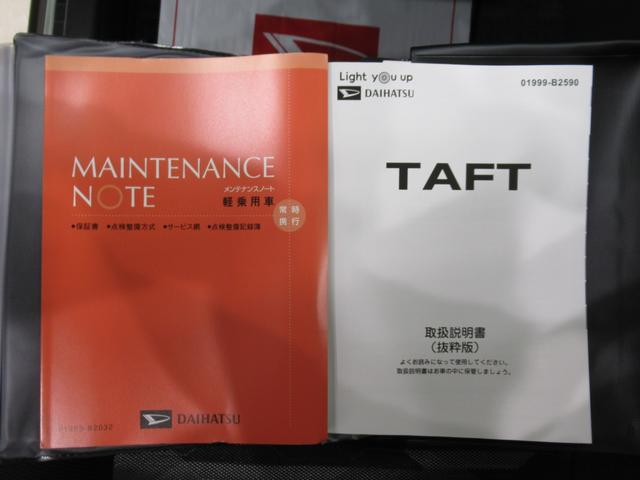 MAINTENANCE
NOTE
メンテナンスノート
軽乗用車
常時
携行
●保証書 ●点検整備方式 ●サービス網 ●点検整備記録簿
DAIHATSU
01999-B2032
Light you up
DAIHATSU
01999-B2590
TAFT
取扱説明書
（抜粋版）
よくお読みになって使用してください。
取扱説明書はお車の中に保管しましょう。